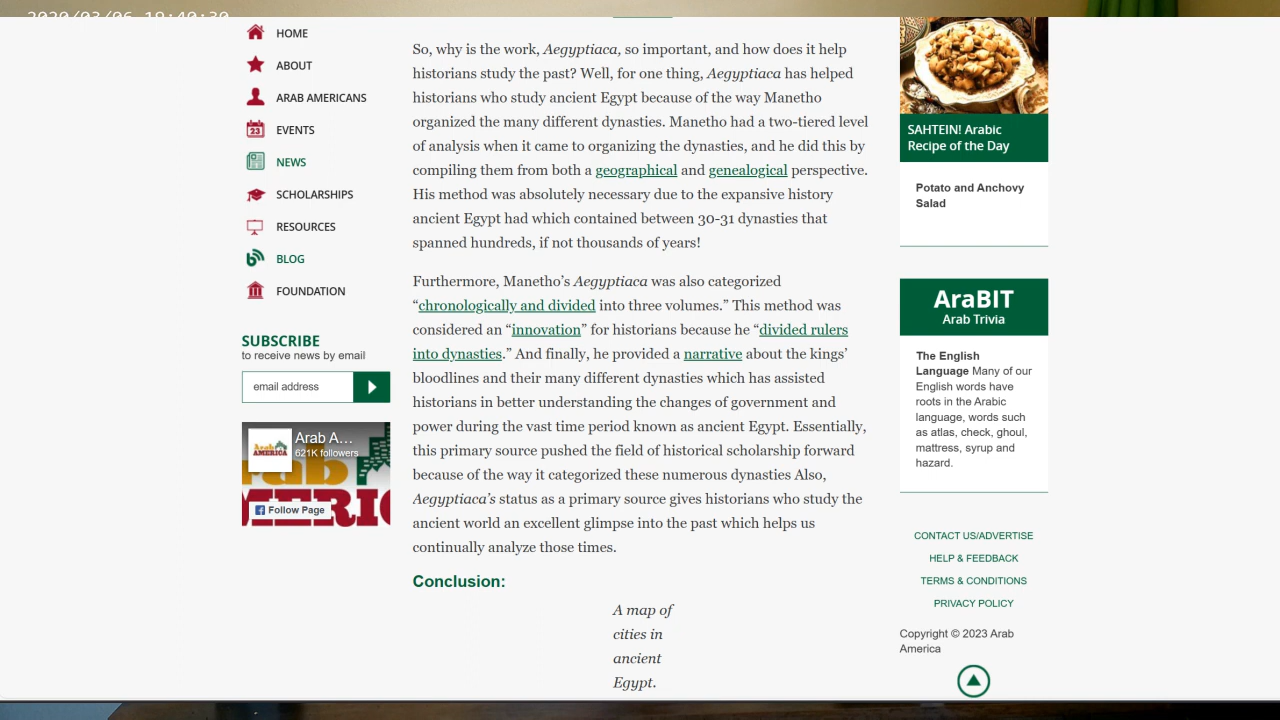 HOME
ABOUT
ARAB AMERICANS
EVENTS
23
NEWS
SCHOLARSHIPS
RESOURCES
BLOG
FOUNDATION
SUBSCRIBE
to receive news by email
email address
Arab A...
621K followers
Arab
AMERICA
Follow Page
So, why is the work, Aegyptiaca, so important, and how does it help
historians study the past? Well, for one thing, Aegyptiaca has helped
historians who study ancient Egypt because of the way Manetho
organized the many different dynasties. Manetho had a two-tiered level
of analysis when it came to organizing the dynasties, and he did this by
compiling them from both a geographical and genealogical perspective.
His method was absolutely necessary due to the expansive history
ancient Egypt had which contained between 30-31 dynasties that
spanned hundreds, if not thousands of years!
Furthermore, Manetho’s Aegyptiaca was also categorized
“chronologically and divided into three volumes.” This method was
considered an “innovation” for historians because he “divided rulers
into dynasties.” And finally, he provided a narrative about the kings’
bloodlines and their many different dynasties which has assisted
historians in better understanding the changes of government and
power during the vast time period known as ancient Egypt. Essentially,
this primary source pushed the field of historical scholarship forward
because of the way it categorized these numerous dynasties Also,
Aegyptiaca’s status as a primary source gives historians who study the
ancient world an excellent glimpse into the past which helps us
continually analyze those times.
Conclusion:
A map of
cities in
ancient
Egypt.
SAHTEIN! Arabic
Recipe of the Day
Potato and Anchovy
Salad
AraBIT
Arab Trivia
The English
Language Many of our
English words have
roots in the Arabic
language, words such
as atlas, check, ghoul,
mattress, syrup and
hazard.
CONTACT US/ADVERTISE
HELP & FEEDBACK
TERMS & CONDITIONS
PRIVACY POLICY
Copyright © 2023 Arab
America